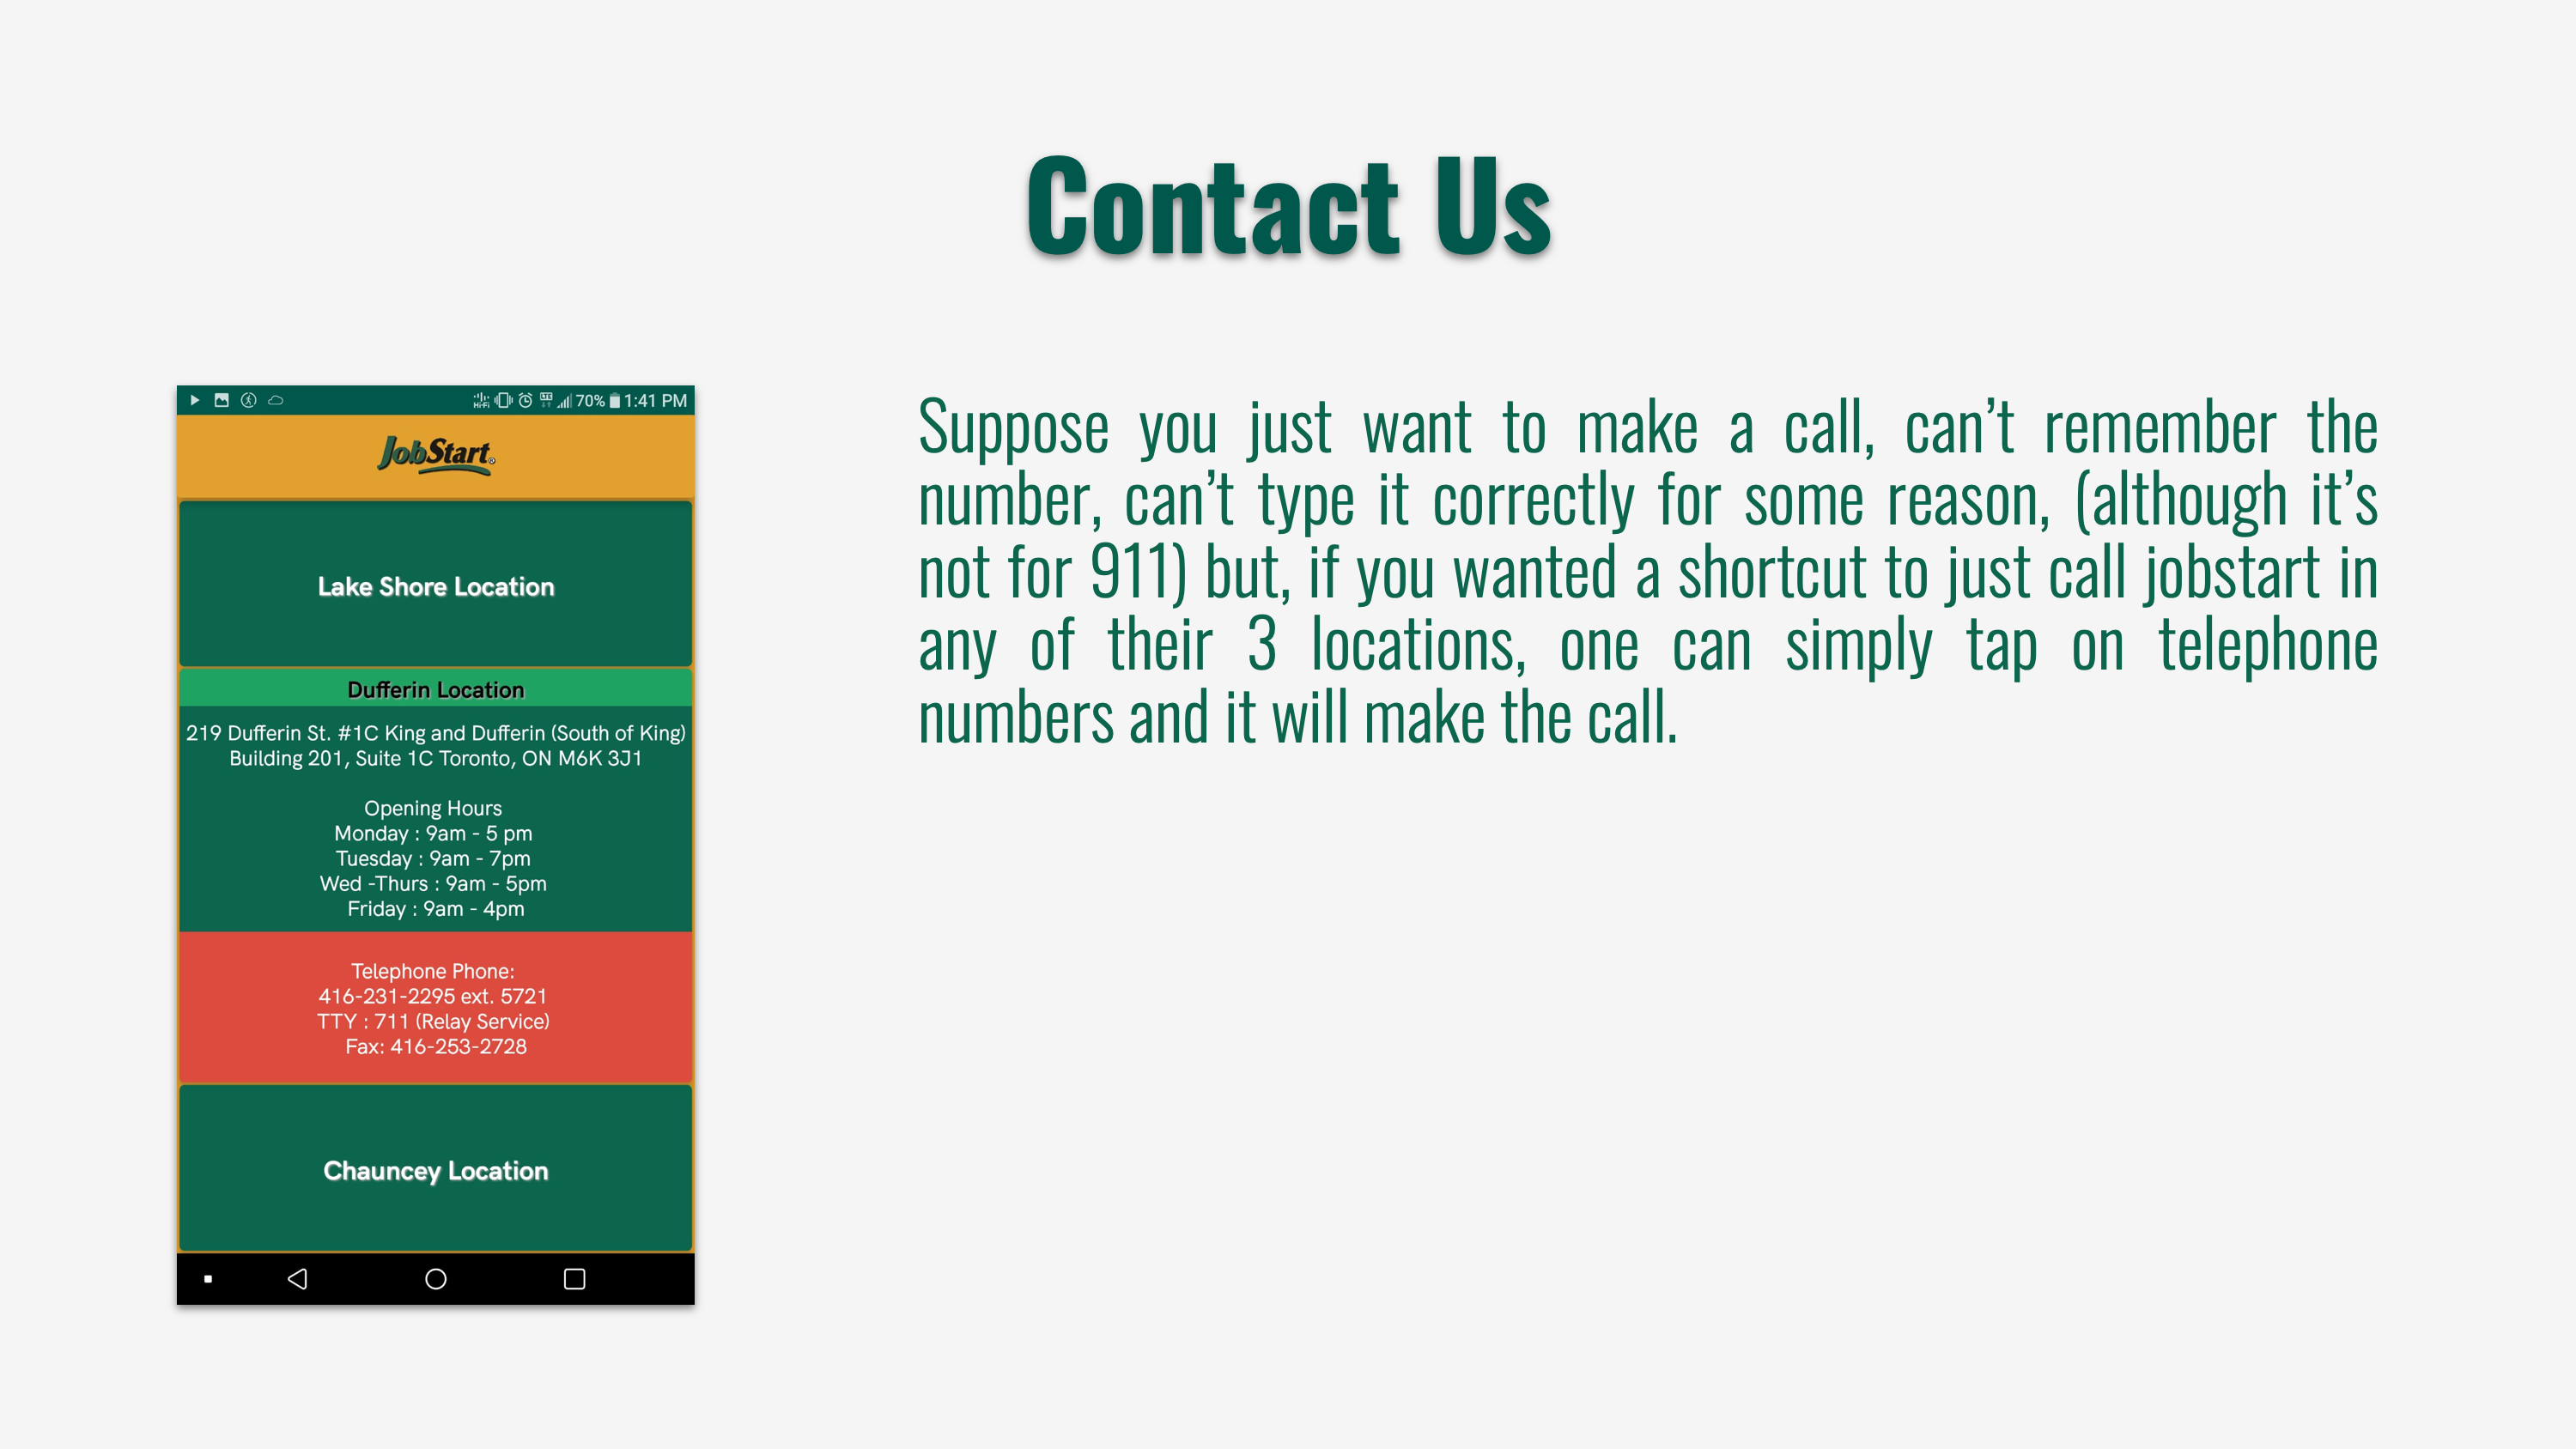 Contact Us
70% 1:41 PM
JobStart
Lake Shore Location
Dufferin Location
219 Dufferin St. #1C King and Dufferin (South of King)
Building 201, Suite 1C Toronto, ON M6K 3J1
Opening Hours
Monday : 9am - 5 pm
Tuesday : 9am - 7pm
Wed -Thurs : 9am - 5pm
Friday : 9am - 4pm
Telephone Phone:
416-231-2295 ext. 5721
TTY : 711 (Relay Service)
Fax: 416-253-2728
Chauncey Location
Suppose you just want to make a call, can’t remember the
number, can’t type it correctly for some reason, (although it’s
not for 911) but, if you wanted a shortcut to just call jobstart in
any of their 3 locations, one can simply tap on telephone
numbers and it will make the call.